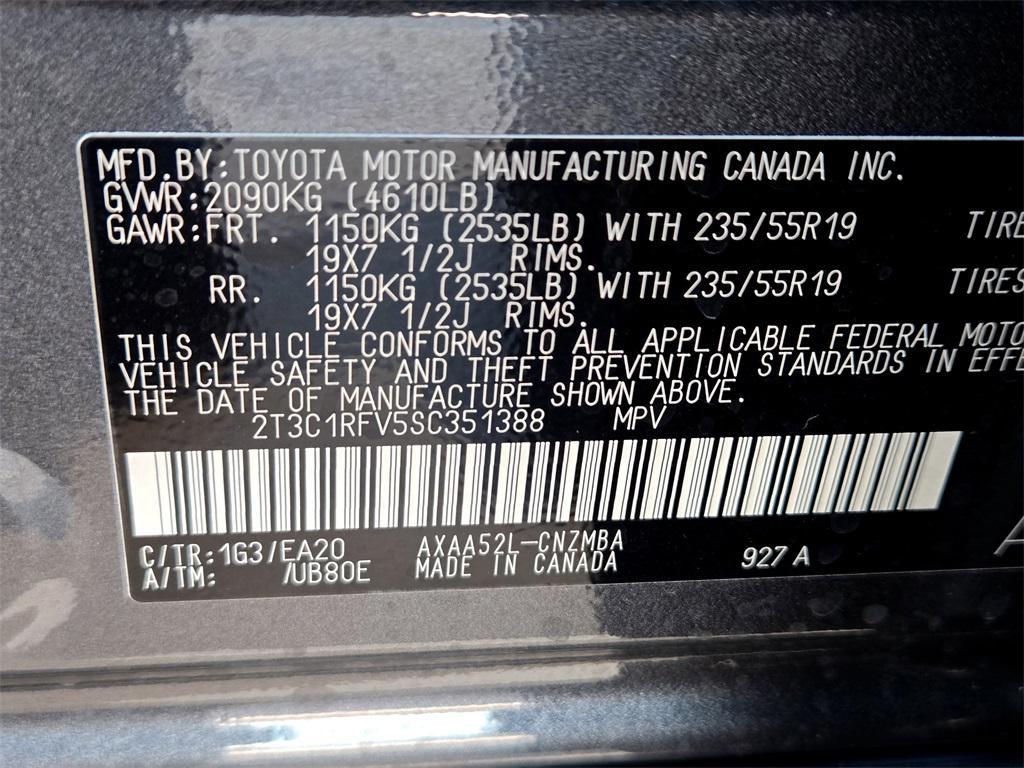 MFD.BY:TOYOTA MOTOR MANUFACTURING CANADA INC.
GVWR:2090KG (4610LB)
GAWR:FRT. 1150KG (2535LB) WITH 235/55R19 TIRE
19X7 1/2J RIMS.
RR. 1150KG (2535LB) WITH 235/55R19 TIRES
19X7 1/2J RIMS.
THIS VEHICLE CONFORMS TO ALL APPLICABLE FEDERAL MOTO
VEHICLE SAFETY AND THEFT PREVENTION STANDARDS IN EFFE
THE DATE OF MANUFACTURE SHOWN ABOVE.
2T3C1RFV5SC351388 MPV
C/TR:1G3/EA20 AXAA52L-CNZMBA 927 A
A/TM: /UB80E MADE IN CANADA